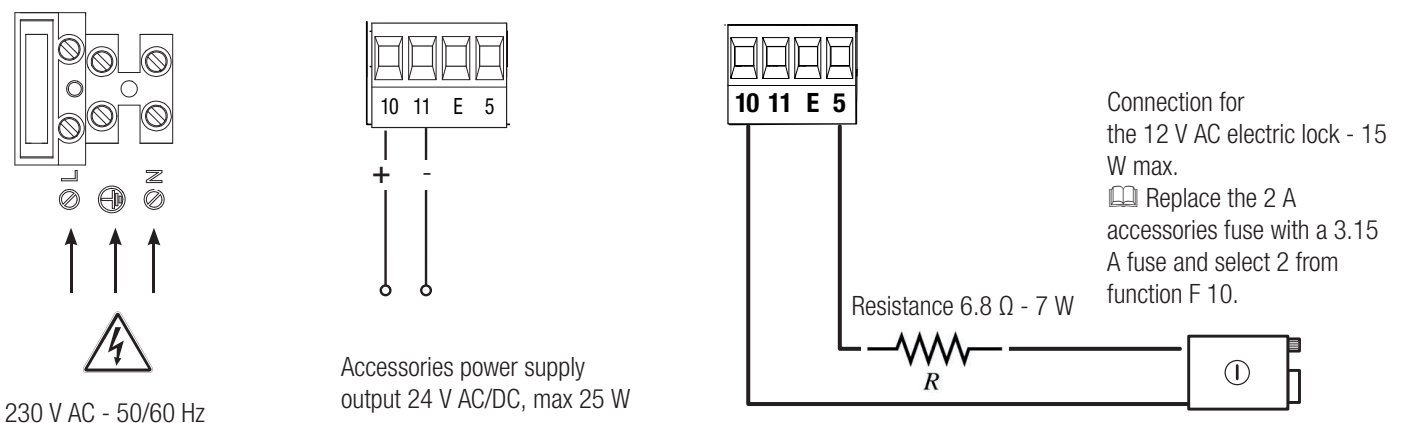 L N
230 V AC - 50/60 Hz
10 11 E 5
+ -
Accessories power supply
output 24 V AC/DC, max 25 W
10 11 E 5
Resistance 6.8 Ω - 7 W
R
Connection for
the 12 V AC electric lock - 15
W max.
Replace the 2 A
accessories fuse with a 3.15
A fuse and select 2 from
function F 10.